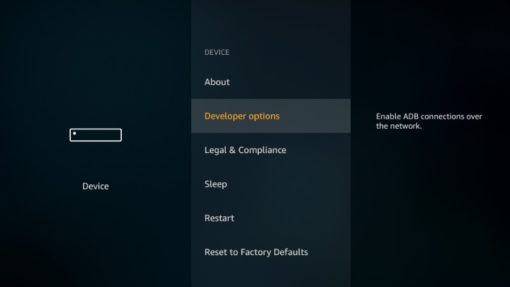 DEVICE
About
Developer options
Legal & Compliance
Sleep
Restart
Reset to Factory Defaults
Device
Enable ADB connections over
the network.